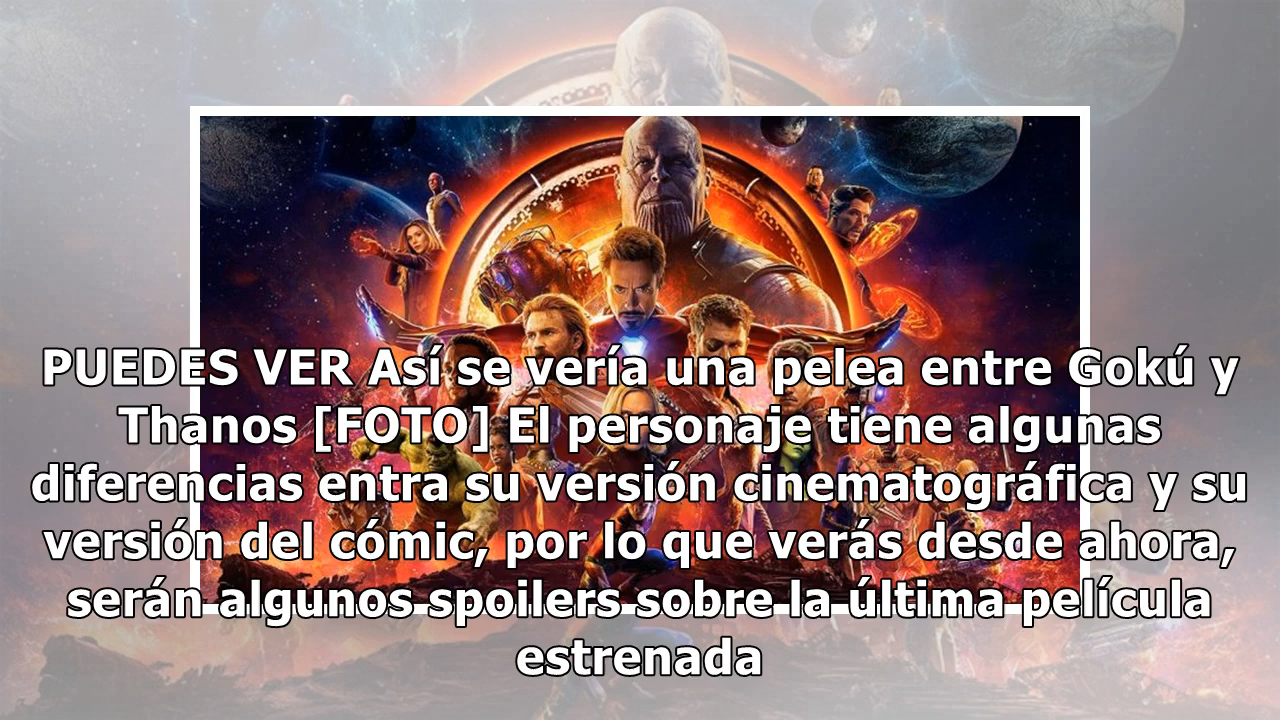 PUEDES VER Así se vería una pelea entre Gokú y
Thanos [FOTO] El personaje tiene algunas
diferencias entra su versión cinematográfica y su
versión del cómic, por lo que verás desde ahora,
serán algunos spoilers sobre la última película
estrenada